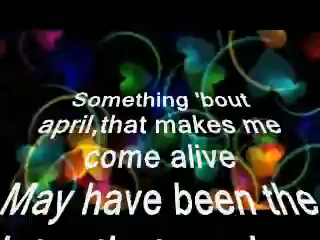 Something 'bout
april,that makes me
come alive
May have been the